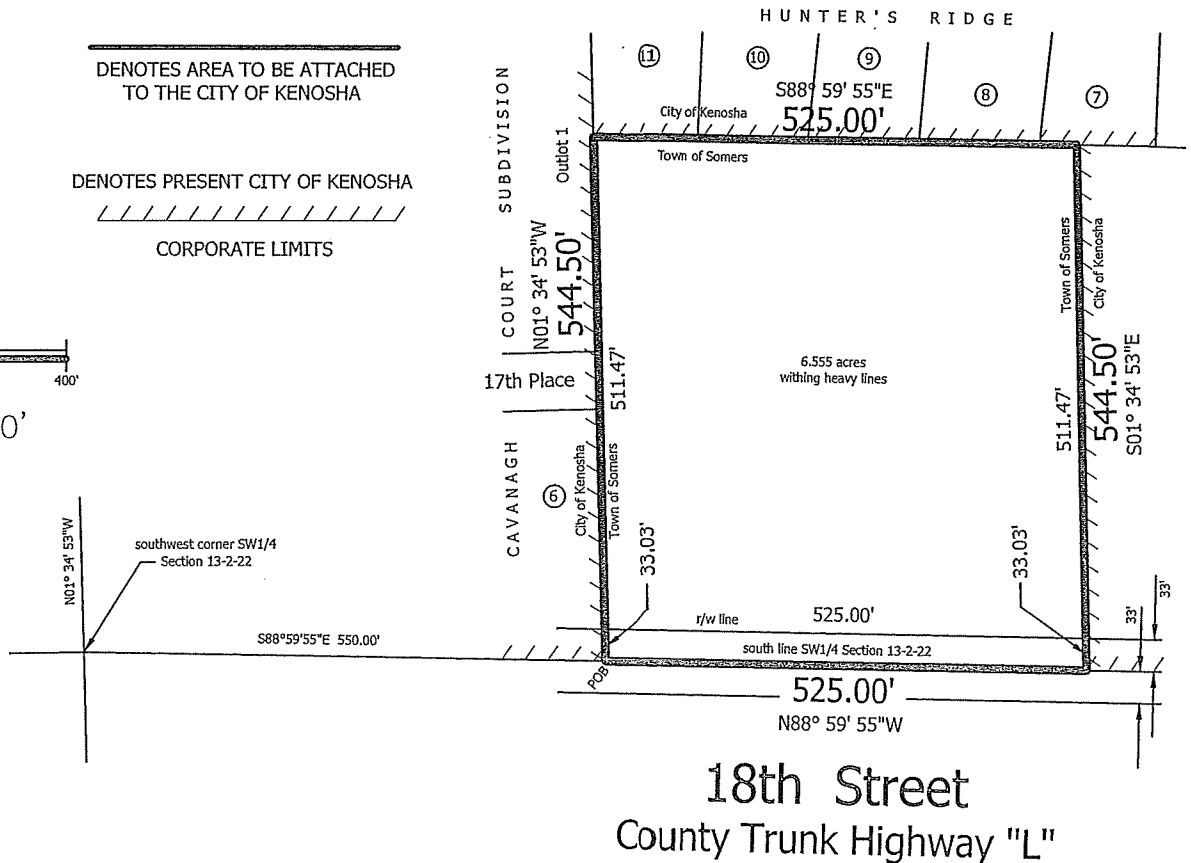 HUNTER'S RIDGE
DENOTES AREA TO BE ATTACHED
TO THE CITY OF KENOSHA
DENOTES PRESENT CITY OF KENOSHA
CORPORATE LIMITS
11
10
9
8
7
S88° 59' 55"E
525.00'
City of Kenosha
Town of Somers
CAVANAGH COURT SUBDIVISION
Outlot 1
N01° 34' 53"W
544.50'
511.47'
17th Place
6
City of Kenosha
Town of Somers
6.555 acres
withing heavy lines
Town of Somers
City of Kenosha
511.47'
544.50'
S01° 34' 53"E
400'
0'
N01° 34' 53"W
southwest corner SW1/4
Section 13-2-22
S88°59'55"E 550.00'
33.03'
33.03'
r/w line
525.00'
south line SW1/4 Section 13-2-22
33'
33'
POB
525.00'
N88° 59' 55"W
18th Street
County Trunk Highway "L"